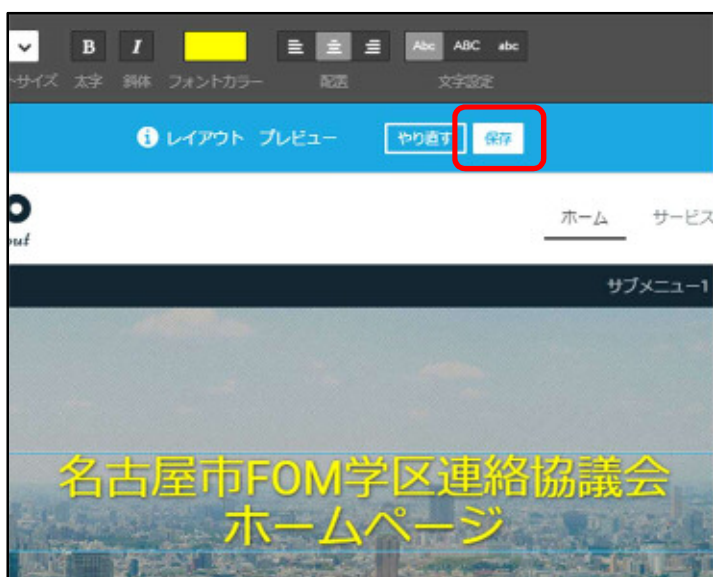 B I Abc ABC abc
トサイズ 太字 斜体 フォントカラー 配置 文字設定
レイアウト プレビュー やり直す 保存
out
ホーム サービス
サブメニュー1
名古屋市FOM学区連絡協議会
ホームページ